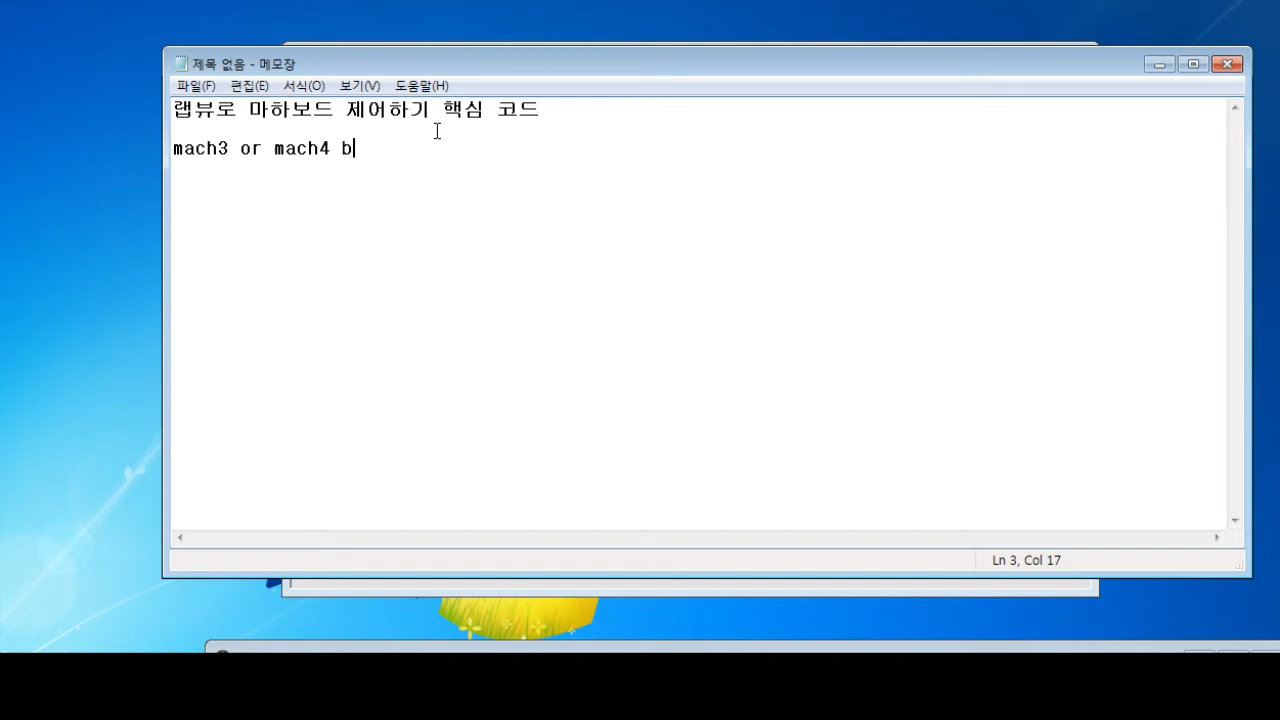 제목 없음 - 메모장
파일(F) 편집(E) 서식(O) 보기(V) 도움말(H)
랩뷰로 마하보드 제어하기 핵심 코드
mach3 or mach4 b
Ln 3, Col 17